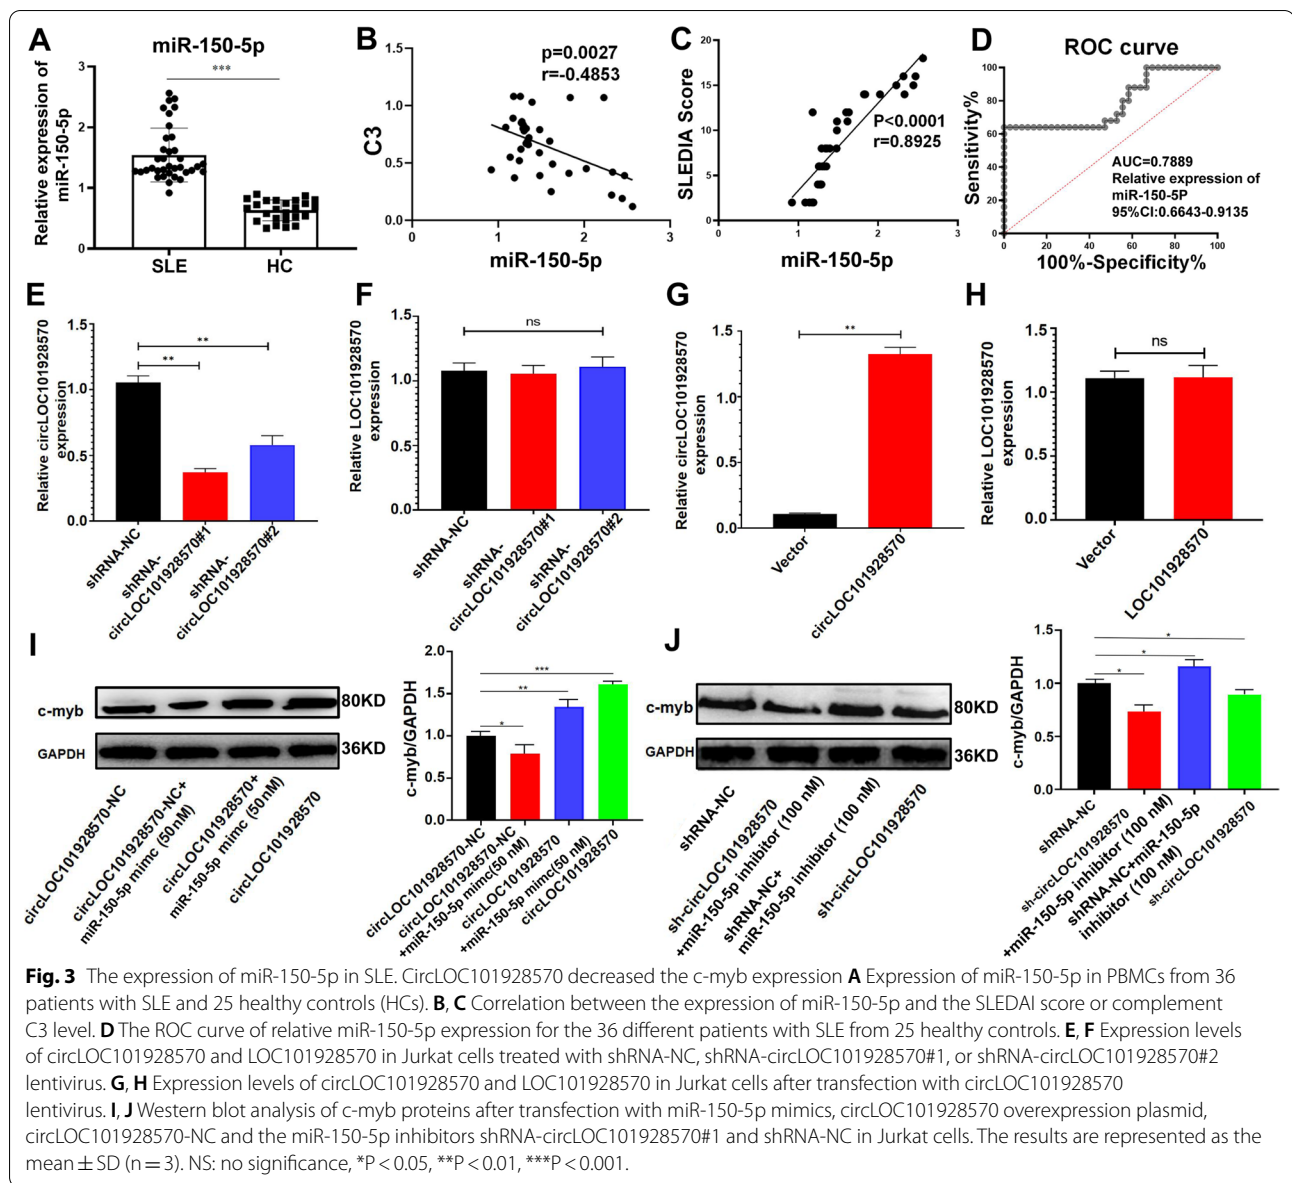 A
miR-150-5p
***
Relative expression of
miR-150-5p
3
2
1
0
SLE
HC
B
p=0.0027
r=-0.4853
C3
1.5
1.0
0.5
0.0
0
1
2
3
miR-150-5p
C
SLEDIA Score
20
15
10
5
0
P<0.0001
r=0.8925
0
1
2
3
miR-150-5p
D
ROC curve
Sensitivity%
100
80
60
40
20
0
AUC=0.7889
Relative expression of
miR-150-5P
95%CI:0.6643-0.9135
0
20
40
60
80
100
100%-Specificity%
E
Relative circLOC101928570
expression
1.5
1.0
0.5
0.0
**
**
shRNA-NC
shRNA-
circLOC101928570#1
shRNA-
circLOC101928570#2
F
Relative LOC101928570
expression
1.5
1.0
0.5
0.0
ns
shRNA-NC
shRNA-
circLOC101928570#1
shRNA-
circLOC101928570#2
G
Relative circLOC101928570
expression
1.5
1.0
0.5
0.0
**
Vector
circLOC101928570
H
Relative LOC101928570
expression
1.5
1.0
0.5
0.0
ns
Vector
LOC101928570
I
c-myb
80KD
GAPDH
36KD
circLOC101928570-NC
circLOC101928570-NC+
miR-150-5p mimc (50nM)
circLOC101928570+
miR-150-5p mimc (50nM)
circLOC101928570
c-myb/GAPDH
2.0
1.5
1.0
0.5
0.0
***
**
*
circLOC101928570-NC
circLOC101928570-NC
+miR-150-5p mimc(50 nM)
circLOC101928570
+miR-150-5p mimc(50 nM)
circLOC101928570
J
c-myb
80KD
GAPDH
36KD
shRNA-NC
sh-circLOC101928570
+miR-150-5p inhibitor (100 nM)
shRNA-NC+
miR-150-5p inhibitor (100 nM)
sh-circLOC101928570
c-myb/GAPDH
1.5
1.0
0.5
0.0
*
*
*
shRNA-NC
sh-circLOC101928570
+miR-150-5p inhibitor (100 nM)
shRNA-NC+miR-150-5p
inhibitor (100 nM)
sh-circLOC101928570
Fig. 3 The expression of miR-150-5p in SLE. CircLOC101928570 decreased the c-myb expression A Expression of miR-150-5p in PBMCs from 36
patients with SLE and 25 healthy controls (HCs). B, C Correlation between the expression of miR-150-5p and the SLEDAI score or complement
C3 level. D The ROC curve of relative miR-150-5p expression for the 36 different patients with SLE from 25 healthy controls. E, F Expression levels
of circLOC101928570 and LOC101928570 in Jurkat cells treated with shRNA-NC, shRNA-circLOC101928570#1, or shRNA-circLOC101928570#2
lentivirus. G, H Expression levels of circLOC101928570 and LOC101928570 in Jurkat cells after transfection with circLOC101928570
lentivirus. I, J Western blot analysis of c-myb proteins after transfection with miR-150-5p mimics, circLOC101928570 overexpression plasmid,
circLOC101928570-NC and the miR-150-5p inhibitors shRNA-circLOC101928570#1 and shRNA-NC in Jurkat cells. The results are represented as the
mean ± SD (n = 3). NS: no significance, *P < 0.05, **P < 0.01, ***P < 0.001.